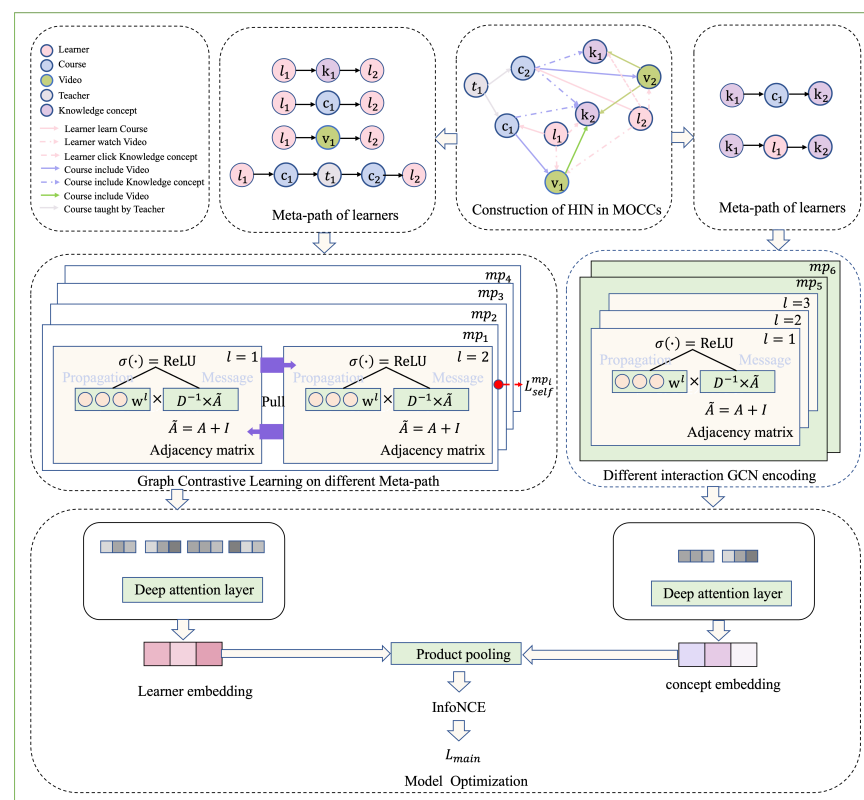 Learner
Course
Video
Teacher
Knowledge concept
Learner learn Course
Learner watch Video
Learner click Knowledge concept
Course include Video
Course include Knowledge concept
Course include Video
Course taught by Teacher
l₁ k₁ l₂
l₁ c₁ l₂
l₁ v₁ l₂
l₁ c₁ t₁ c₂ l₂
Meta-path of learners
k₁
c₂ v₂
t₁
k₂ l₂
c₁ l₁
v₁
Construction of HIN in MOCCs
k₁ c₁ k₂
k₁ l₁ k₂
Meta-path of learners
mp₄
mp₃
mp₂
mp₁
σ(·) = ReLU l = 1
Propagation Message
wˡ × D⁻¹×Ã
Ã = A + I
Adjacency matrix
Pull
σ(·) = ReLU l = 2
Propagation Message
wˡ × D⁻¹×Ã
Ã = A + I
Adjacency matrix
L_self^{mp_i}
Graph Contrastive Learning on different Meta-path
mp₆
mp₅
l =3
l =2
l = 1
σ(·) = ReLU
Propagation Message
wˡ × D⁻¹×Ã
Ã = A + I
Adjacency matrix
Different interaction GCN encoding
Deep attention layer
Deep attention layer
Product pooling
Learner embedding
concept embedding
InfoNCE
L_main
Model Optimization